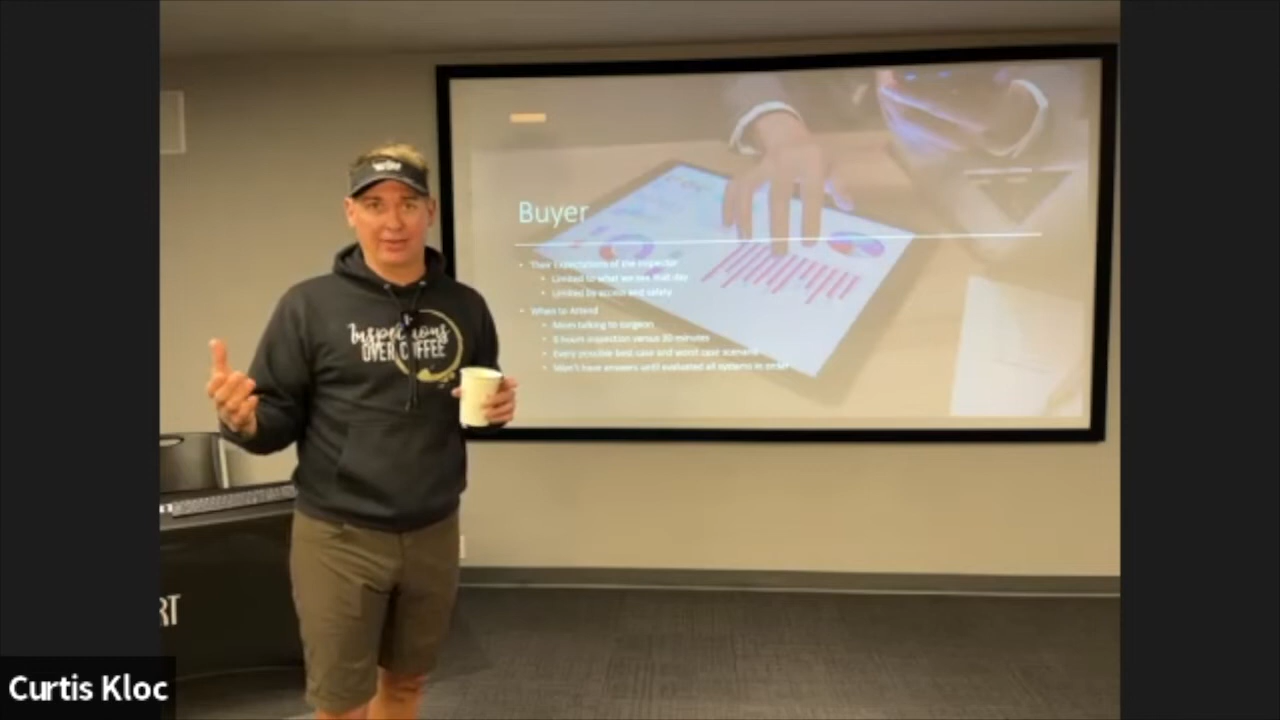 Buyer
Their Expectations of the Inspector
Limited to what we see that day
Limited by access and safety
When to Attend
Mom talking to surgeon
3 hours inspection versus 30 minutes
Every possible best case and worst case scenario
Won't have answers until evaluated all systems in order
Inspections
OVER COFFEE
RT
Curtis Kloc